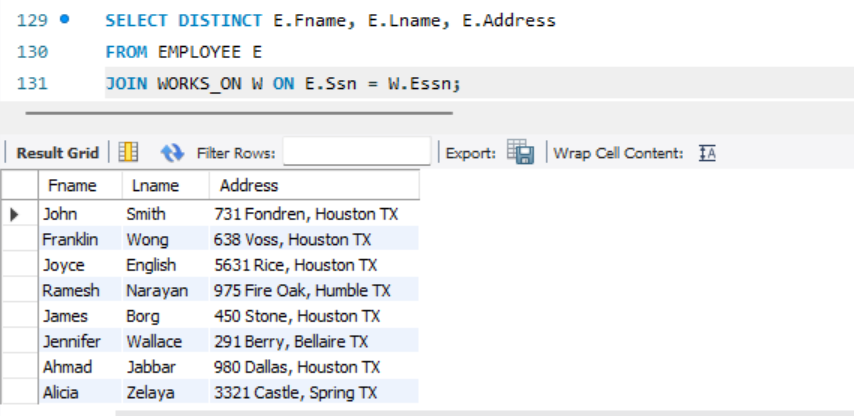 129 SELECT DISTINCT E.Fname, E.Lname, E.Address
130 FROM EMPLOYEE E
131 JOIN WORKS_ON W ON E.Ssn = W.Essn;
Result Grid Filter Rows: Export: Wrap Cell Content: IA
Fname Lname Address
John Smith 731 Fondren, Houston TX
Franklin Wong 638 Voss, Houston TX
Joyce English 5631 Rice, Houston TX
Ramesh Narayan 975 Fire Oak, Humble TX
James Borg 450 Stone, Houston TX
Jennifer Wallace 291 Berry, Bellaire TX
Ahmad Jabbar 980 Dallas, Houston TX
Alicia Zelaya 3321 Castle, Spring TX